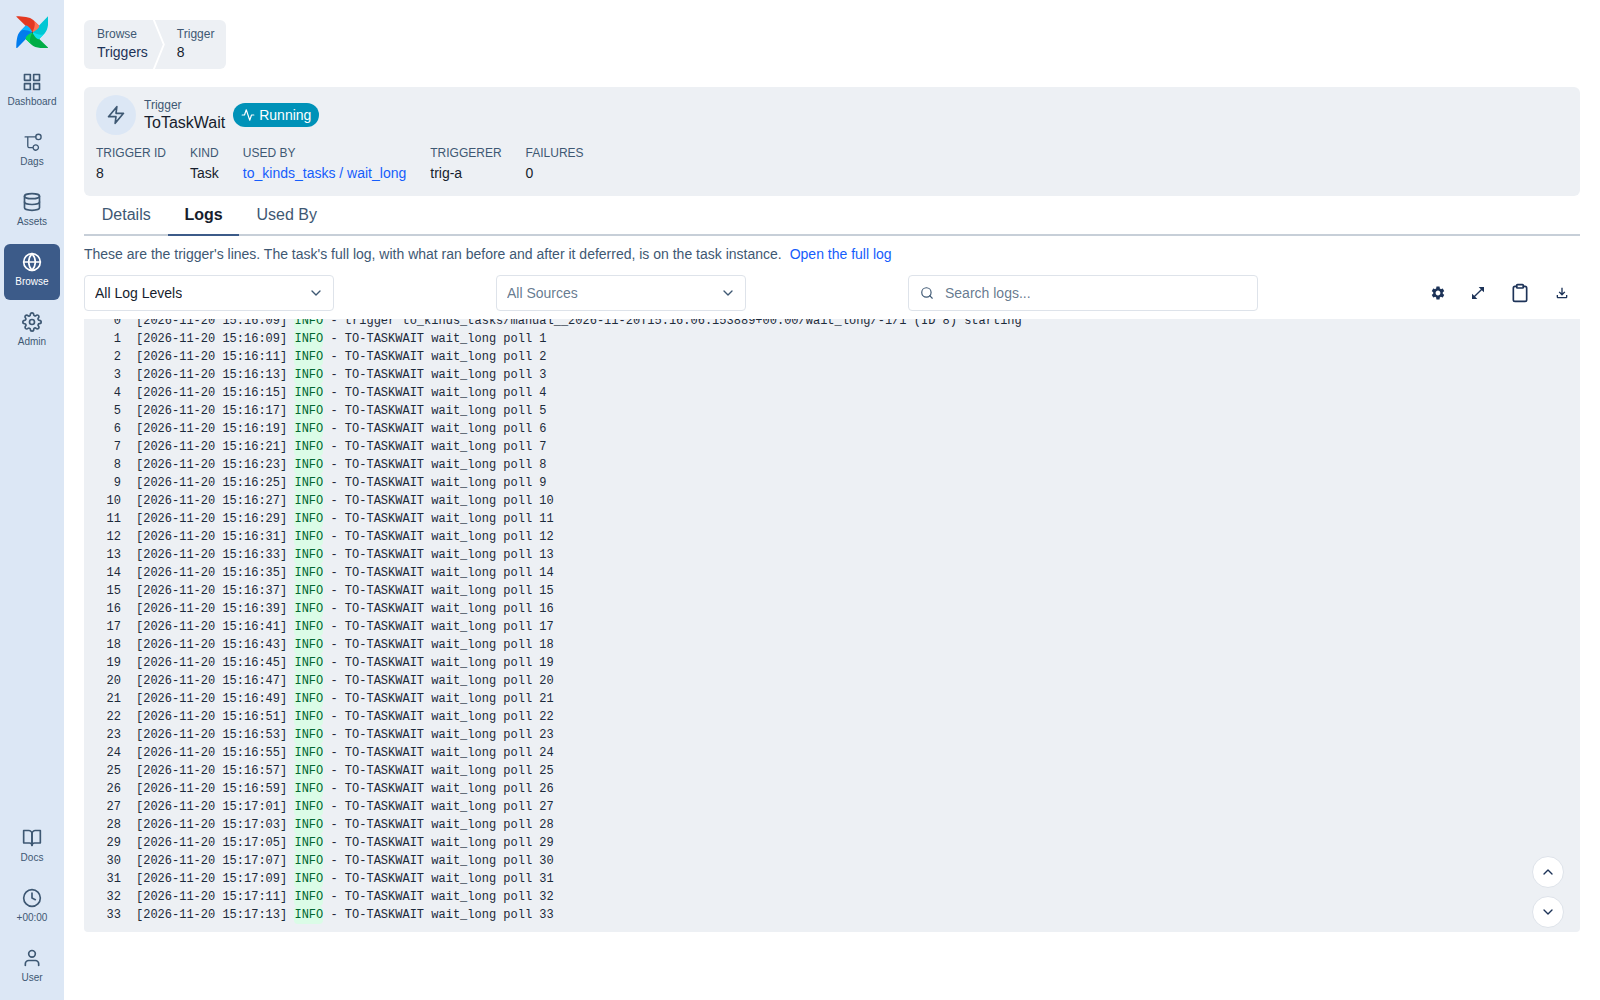 Browse
Triggers
Trigger
8
Dashboard
Dags
Assets
Browse
Admin
Docs
+00:00
User
Trigger
ToTaskWait
Running
TRIGGER ID
8
KIND
Task
USED BY
to_kinds_tasks / wait_long
TRIGGERER
trig-a
FAILURES
0
Details
Logs
Used By
These are the trigger's lines. The task's full log, with what ran before and after it deferred, is on the task instance. Open the full log
All Log Levels
All Sources
Search logs...
0 [2026-11-20 15:16:09] INFO - trigger to_kinds_tasks/manual__2026-11-20T15:16:06.153889+00:00/wait_long/-1/1 (ID 8) starting
1 [2026-11-20 15:16:09] INFO - TO-TASKWAIT wait_long poll 1
2 [2026-11-20 15:16:11] INFO - TO-TASKWAIT wait_long poll 2
3 [2026-11-20 15:16:13] INFO - TO-TASKWAIT wait_long poll 3
4 [2026-11-20 15:16:15] INFO - TO-TASKWAIT wait_long poll 4
5 [2026-11-20 15:16:17] INFO - TO-TASKWAIT wait_long poll 5
6 [2026-11-20 15:16:19] INFO - TO-TASKWAIT wait_long poll 6
7 [2026-11-20 15:16:21] INFO - TO-TASKWAIT wait_long poll 7
8 [2026-11-20 15:16:23] INFO - TO-TASKWAIT wait_long poll 8
9 [2026-11-20 15:16:25] INFO - TO-TASKWAIT wait_long poll 9
10 [2026-11-20 15:16:27] INFO - TO-TASKWAIT wait_long poll 10
11 [2026-11-20 15:16:29] INFO - TO-TASKWAIT wait_long poll 11
12 [2026-11-20 15:16:31] INFO - TO-TASKWAIT wait_long poll 12
13 [2026-11-20 15:16:33] INFO - TO-TASKWAIT wait_long poll 13
14 [2026-11-20 15:16:35] INFO - TO-TASKWAIT wait_long poll 14
15 [2026-11-20 15:16:37] INFO - TO-TASKWAIT wait_long poll 15
16 [2026-11-20 15:16:39] INFO - TO-TASKWAIT wait_long poll 16
17 [2026-11-20 15:16:41] INFO - TO-TASKWAIT wait_long poll 17
18 [2026-11-20 15:16:43] INFO - TO-TASKWAIT wait_long poll 18
19 [2026-11-20 15:16:45] INFO - TO-TASKWAIT wait_long poll 19
20 [2026-11-20 15:16:47] INFO - TO-TASKWAIT wait_long poll 20
21 [2026-11-20 15:16:49] INFO - TO-TASKWAIT wait_long poll 21
22 [2026-11-20 15:16:51] INFO - TO-TASKWAIT wait_long poll 22
23 [2026-11-20 15:16:53] INFO - TO-TASKWAIT wait_long poll 23
24 [2026-11-20 15:16:55] INFO - TO-TASKWAIT wait_long poll 24
25 [2026-11-20 15:16:57] INFO - TO-TASKWAIT wait_long poll 25
26 [2026-11-20 15:16:59] INFO - TO-TASKWAIT wait_long poll 26
27 [2026-11-20 15:17:01] INFO - TO-TASKWAIT wait_long poll 27
28 [2026-11-20 15:17:03] INFO - TO-TASKWAIT wait_long poll 28
29 [2026-11-20 15:17:05] INFO - TO-TASKWAIT wait_long poll 29
30 [2026-11-20 15:17:07] INFO - TO-TASKWAIT wait_long poll 30
31 [2026-11-20 15:17:09] INFO - TO-TASKWAIT wait_long poll 31
32 [2026-11-20 15:17:11] INFO - TO-TASKWAIT wait_long poll 32
33 [2026-11-20 15:17:13] INFO - TO-TASKWAIT wait_long poll 33